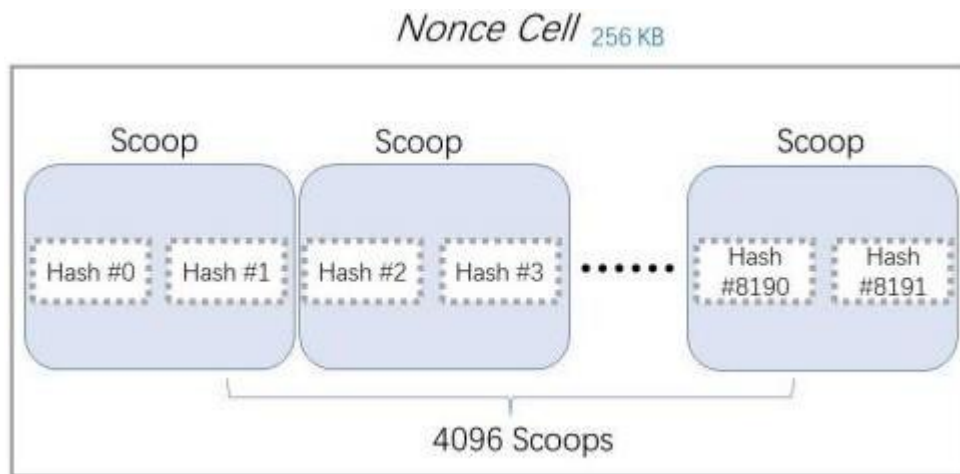 Nonce Cell 256 KB
Scoop Scoop Scoop
Hash #0 Hash #1 Hash #2 Hash #3 Hash #8190 Hash #8191
4096 Scoops